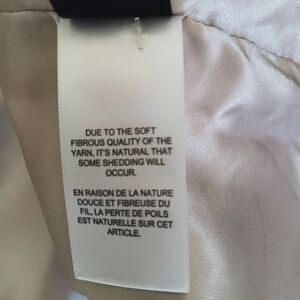 DUE TO THE SOFT
FIBROUS QUALITY OF THE
YARN, IT'S NATURAL THAT
SOME SHEDDING WILL
OCCUR.
EN RAISON DE LA NATURE
DOUCE ET FIBREUSE DU
FIL, LA PERTE DE POILS
EST NATURELLE SUR CET
ARTICLE.